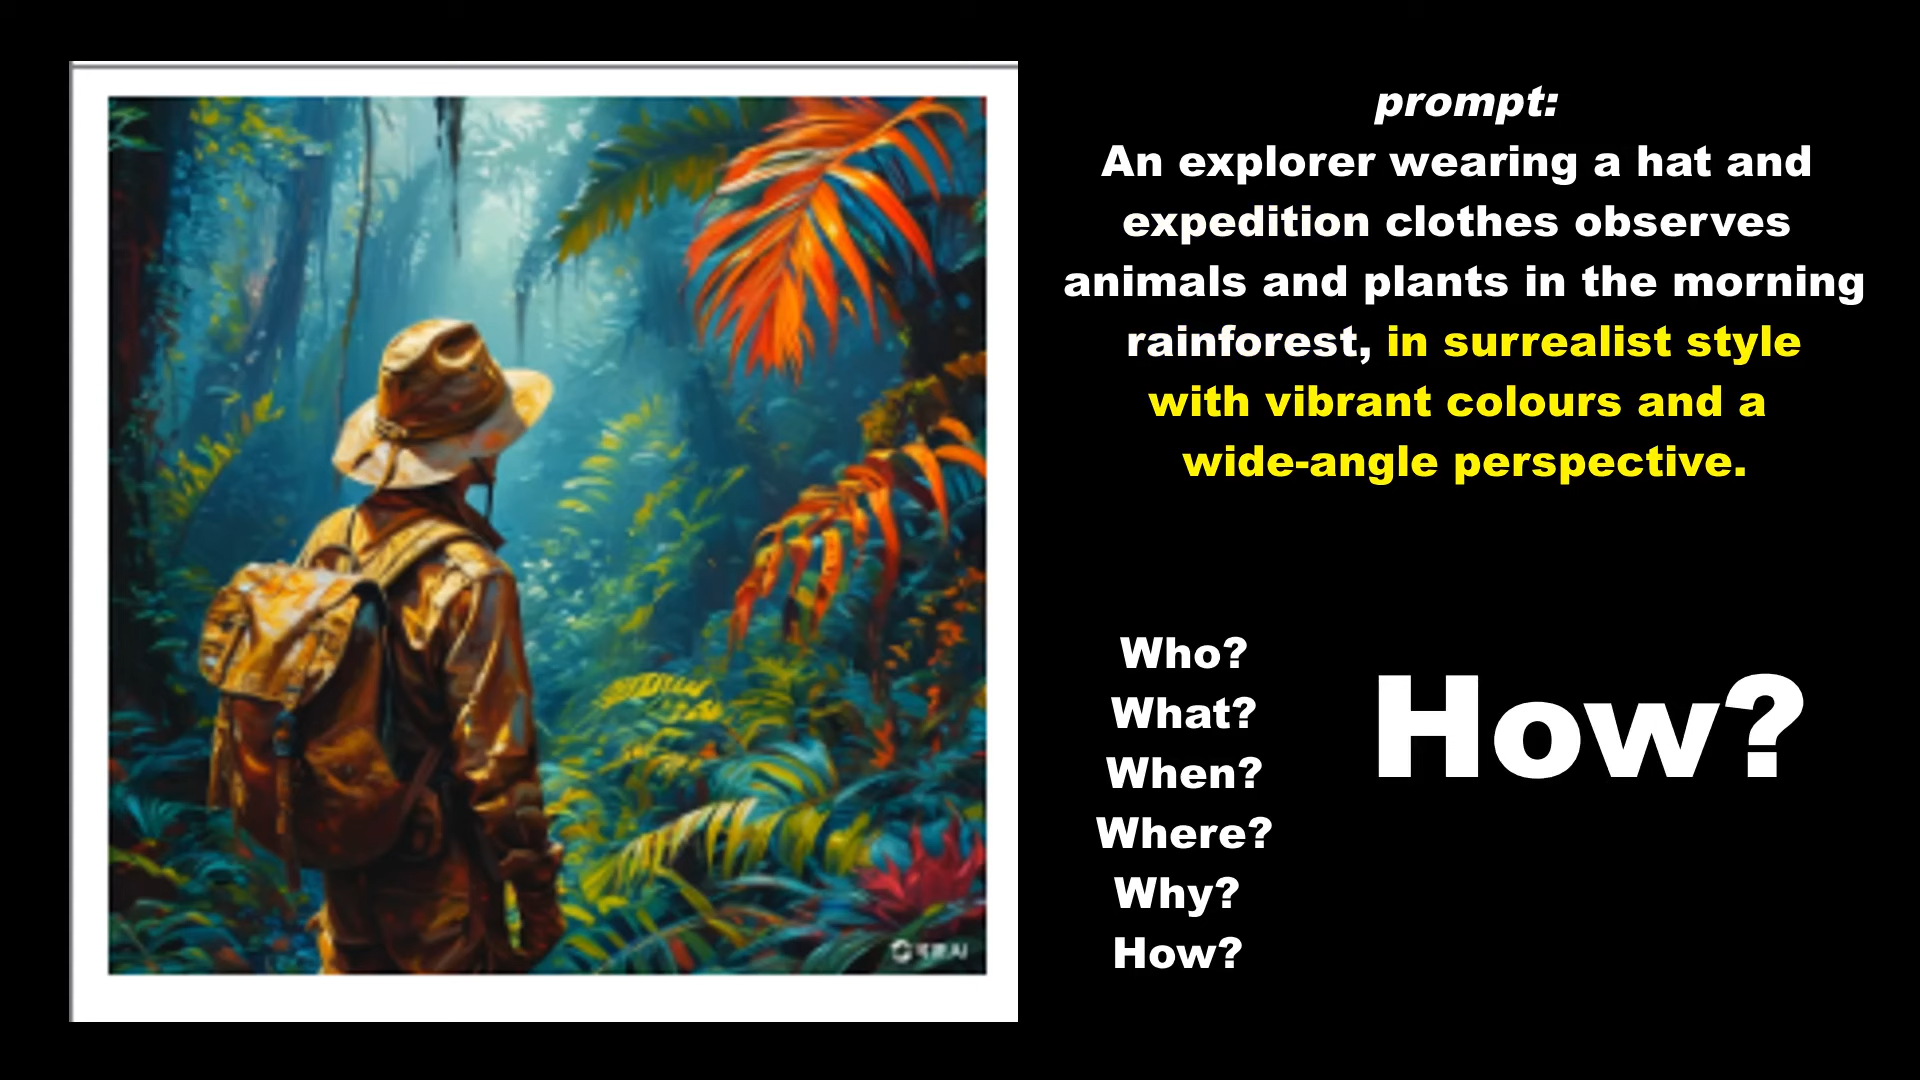 prompt:
An explorer wearing a hat and
expedition clothes observes
animals and plants in the morning
rainforest, in surrealist style
with vibrant colours and a
wide-angle perspective.
Who?
What?
When?
Where?
Why?
How?
How?